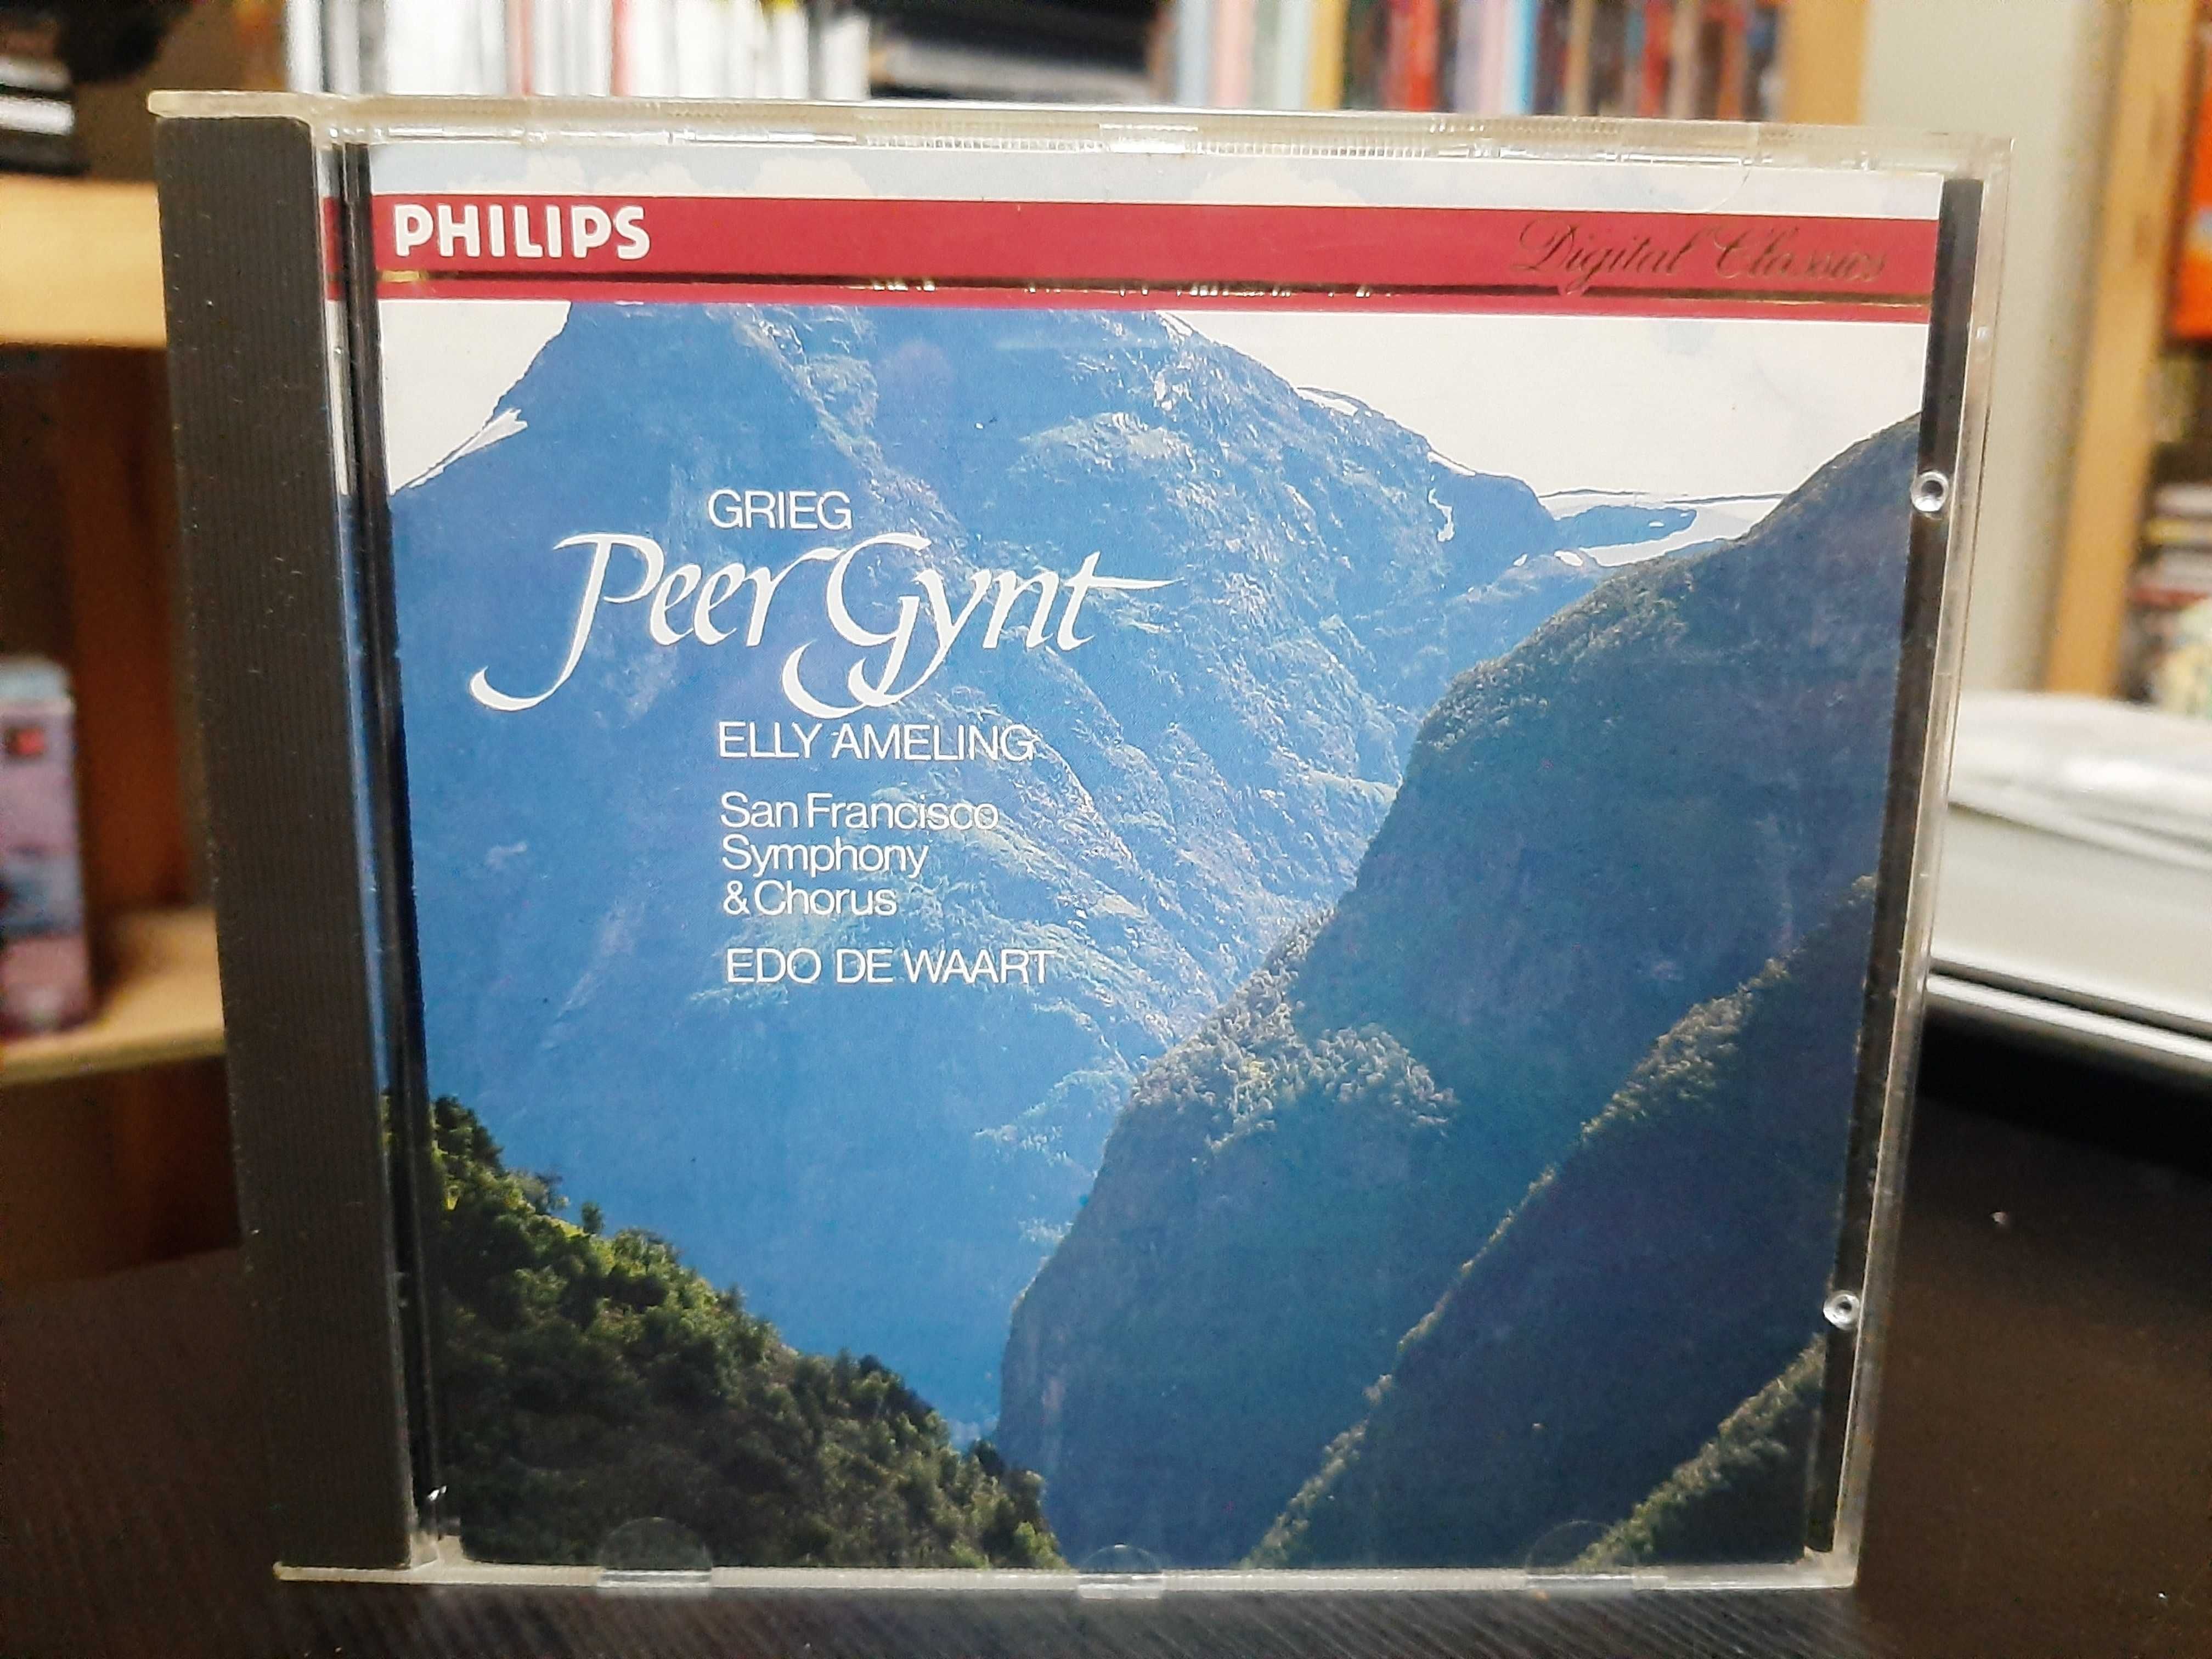 PHILIPS
Digital Classics
GRIEG
Peer Gynt
ELLY AMELING
San Francisco
Symphony
& Chorus
EDO DE WAART